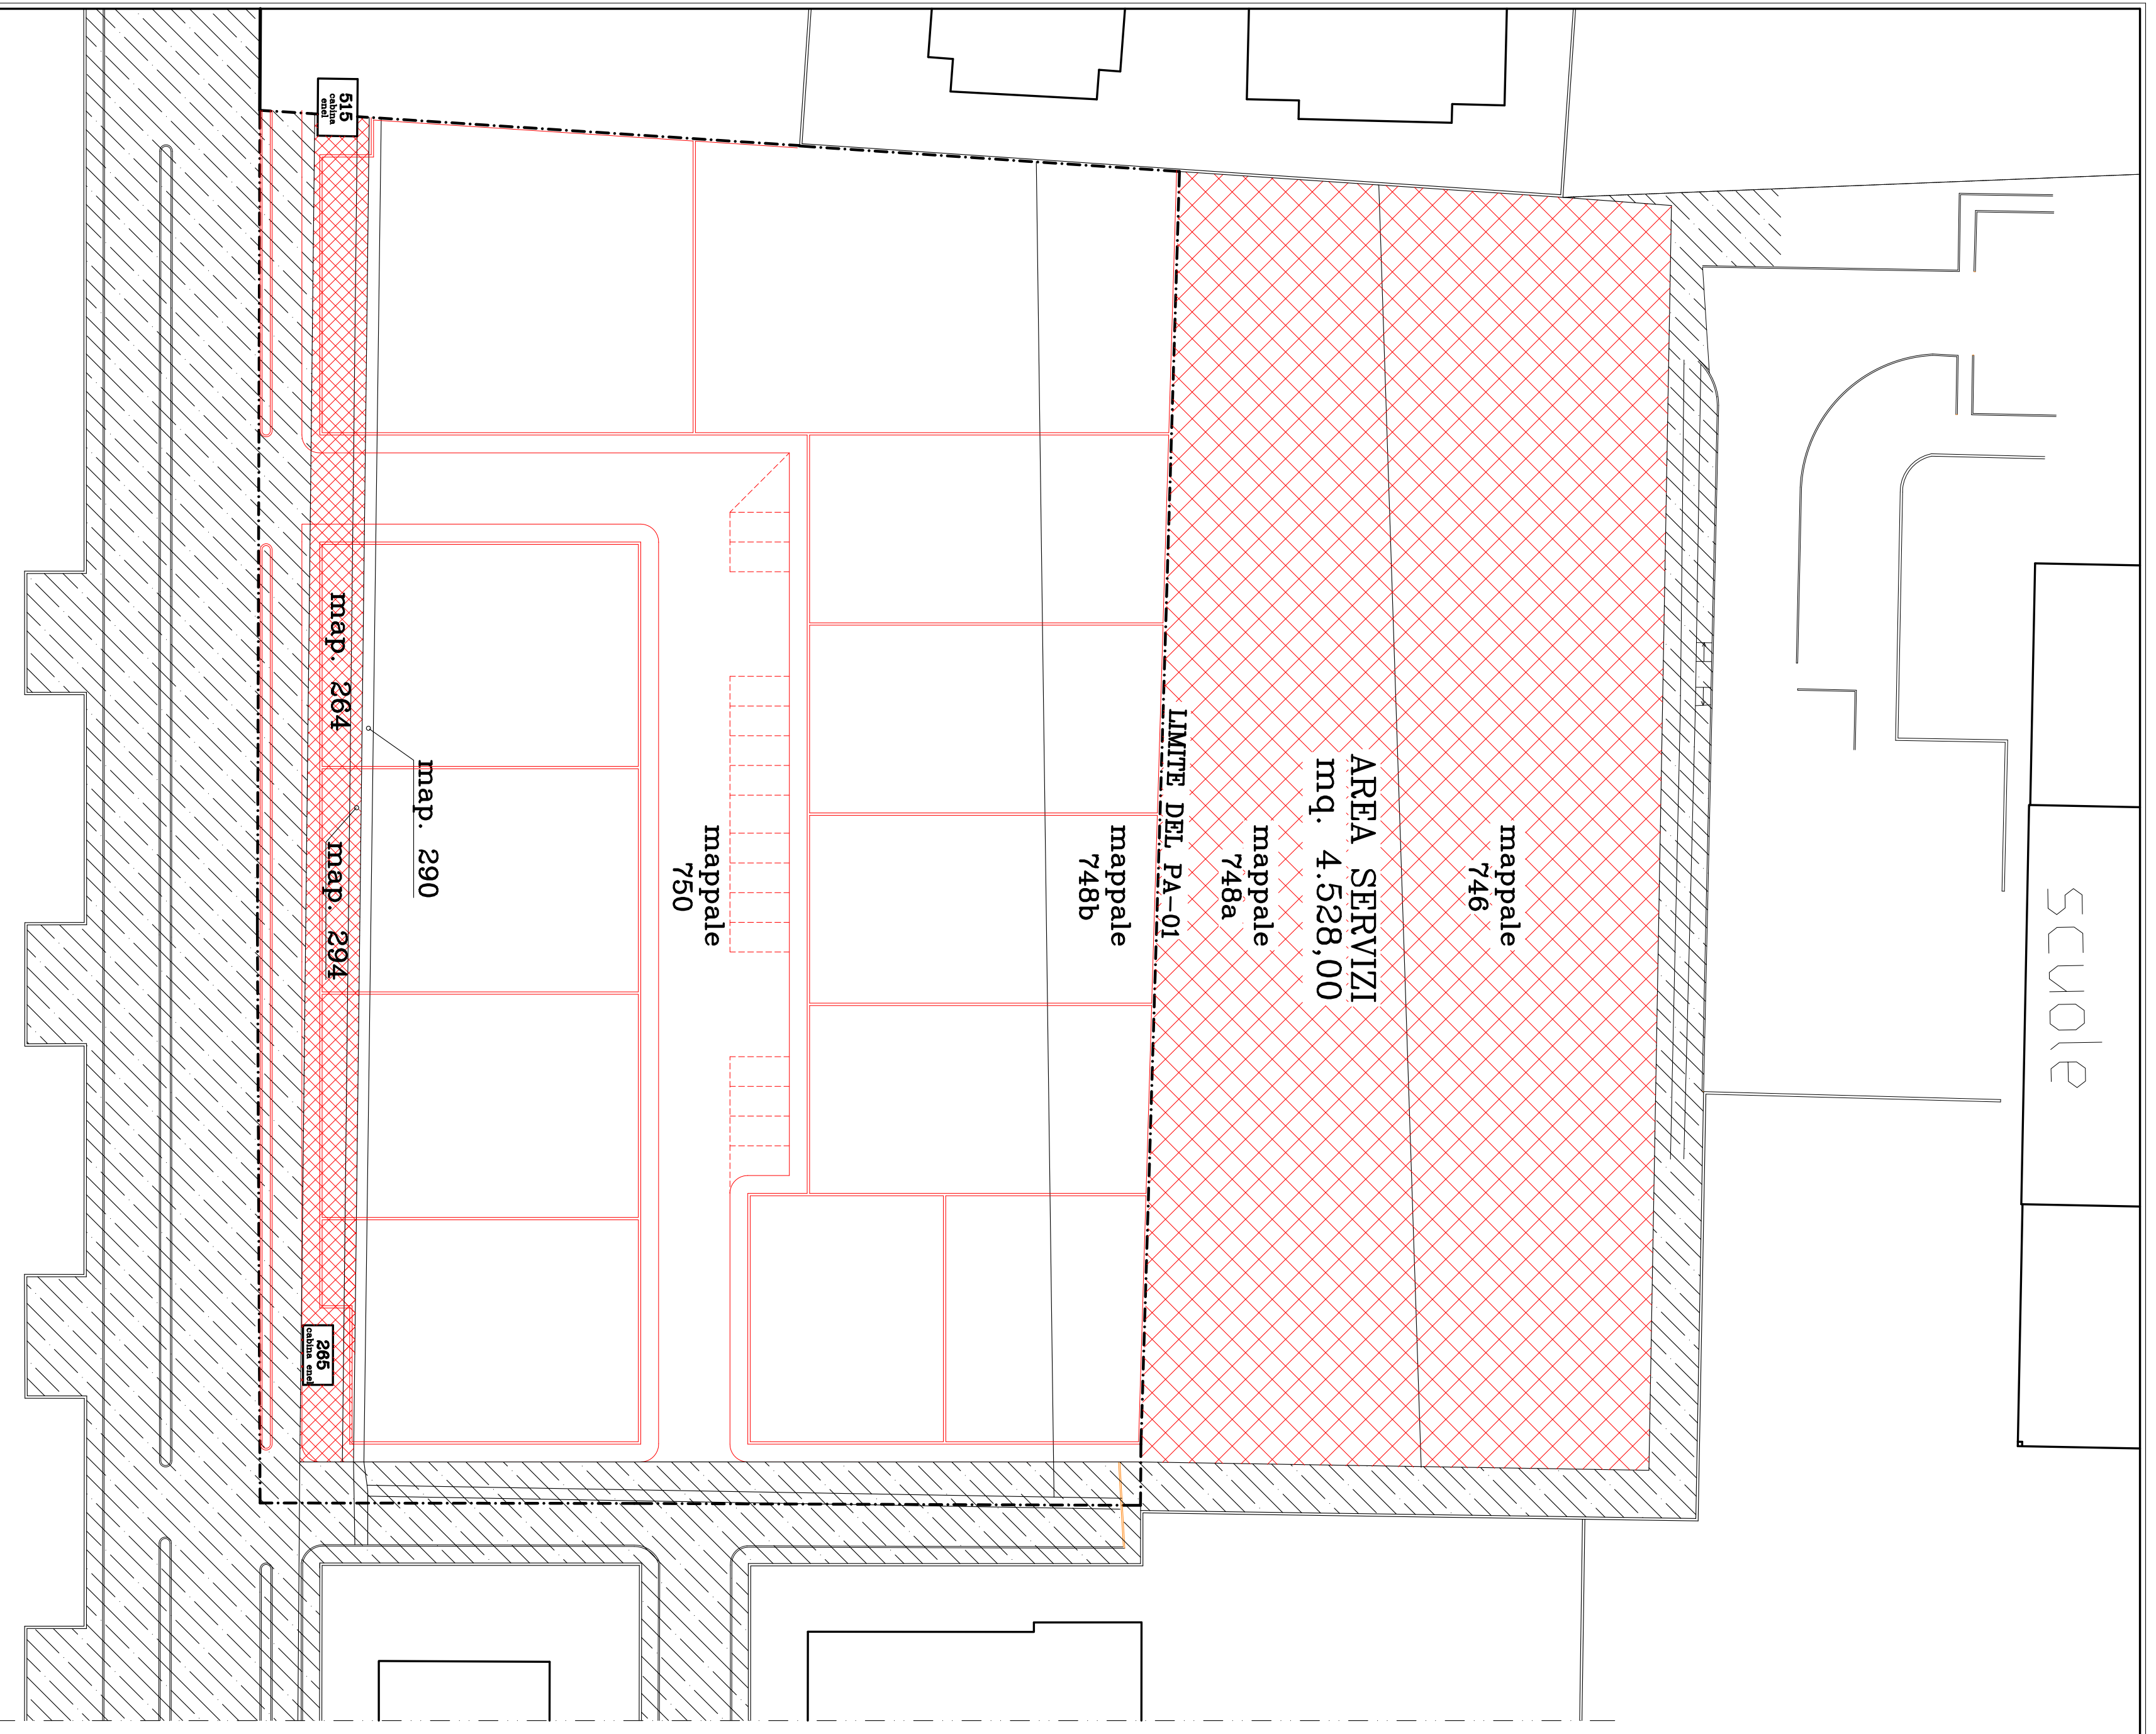 scuole
mappale
746
AREA SERVIZI
mq. 4.528,00
mappale
748a
LIMITE DEL PA-01
mappale
748b
mappale
750
map. 290
map. 264
map. 294
515
cabina
enel
265
cabina enel